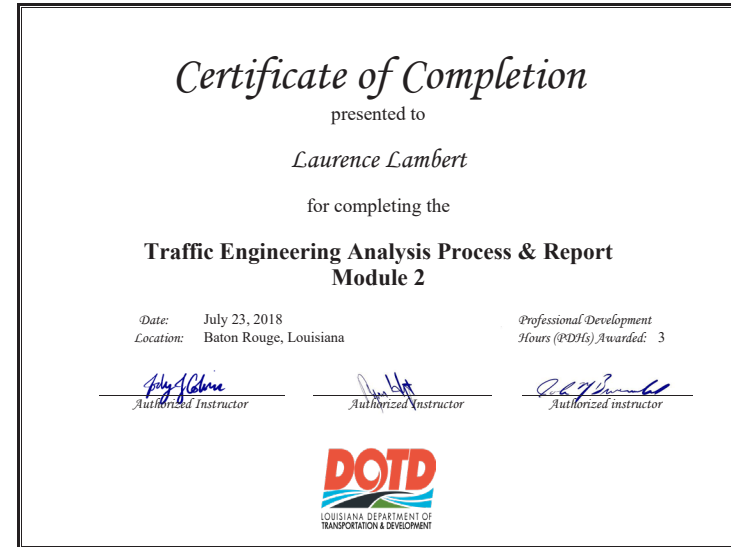 Certificate of Completion
presented to
Laurence Lambert
for completing the
Traffic Engineering Analysis Process & Report
Module 2
Date: July 23, 2018
Location: Baton Rouge, Louisiana
Professional Development
Hours (PDHs) Awarded: 3
Authorized Instructor
Authorized Instructor
Authorized instructor
DOTD
LOUISIANA DEPARTMENT OF
TRANSPORTATION & DEVELOPMENT